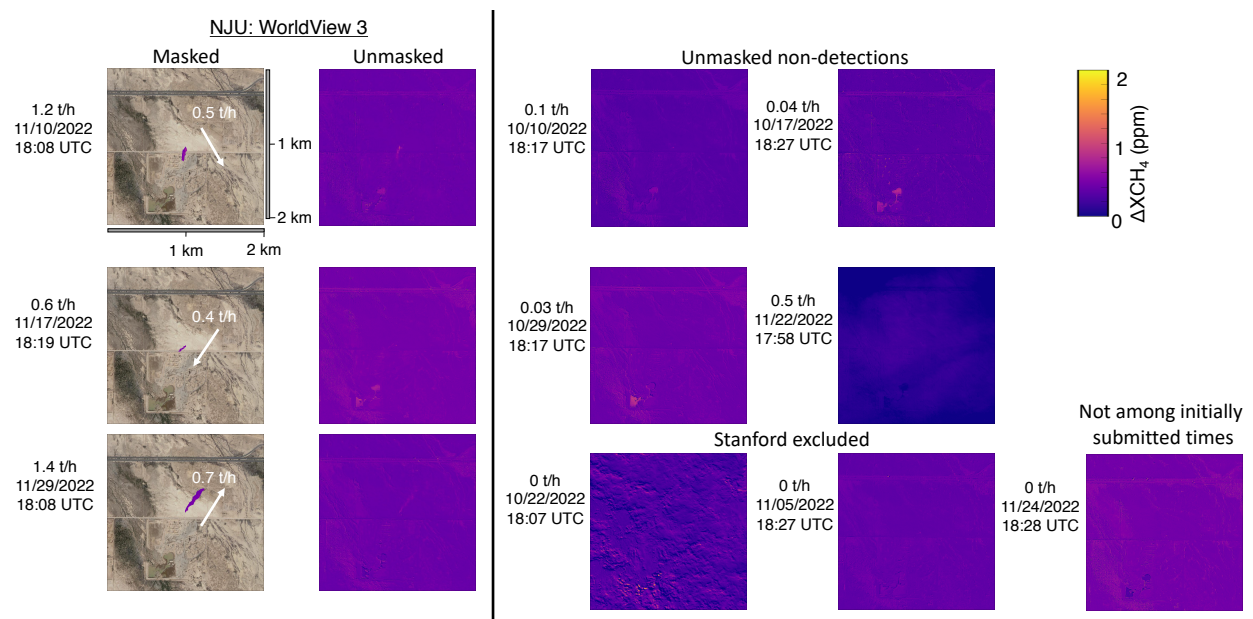 NJU: WorldView 3
Masked
Unmasked
1.2 t/h
11/10/2022
18:08 UTC
0.5 t/h
1 km
2 km
1 km
2 km
0.6 t/h
11/17/2022
18:19 UTC
0.4 t/h
1.4 t/h
11/29/2022
18:08 UTC
0.7 t/h
Unmasked non-detections
0.1 t/h
10/10/2022
18:17 UTC
0.04 t/h
10/17/2022
18:27 UTC
2
1
0
ΔXCH₄ (ppm)
0.03 t/h
10/29/2022
18:17 UTC
0.5 t/h
11/22/2022
17:58 UTC
Stanford excluded
0 t/h
10/22/2022
18:07 UTC
0 t/h
11/05/2022
18:27 UTC
Not among initially
submitted times
0 t/h
11/24/2022
18:28 UTC